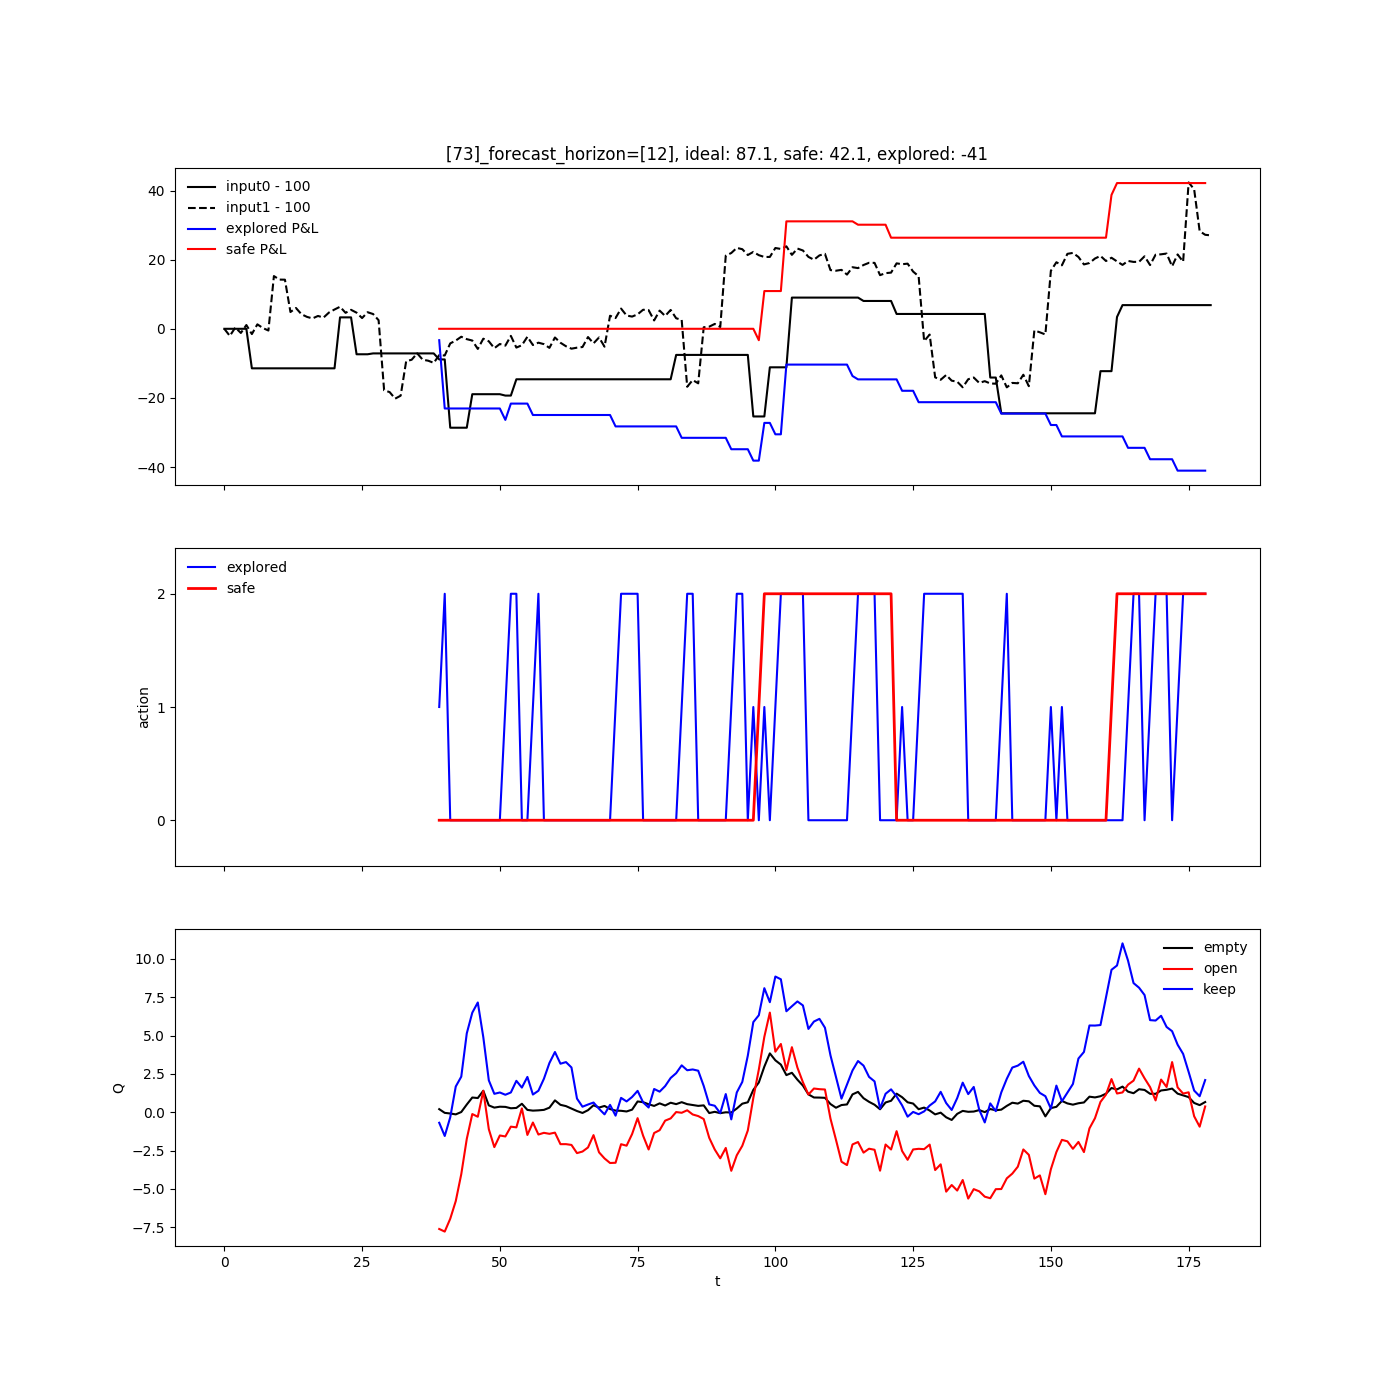 [73]_forecast_horizon=[12], ideal: 87.1, safe: 42.1, explored: -41
input0 - 100
input1 - 100
explored P&L
safe P&L
40
20
0
−20
−40
explored
safe
2
1
0
action
empty
open
keep
10.0
7.5
5.0
2.5
0.0
−2.5
−5.0
−7.5
Q
0 25 50 75 100 125 150 175
t